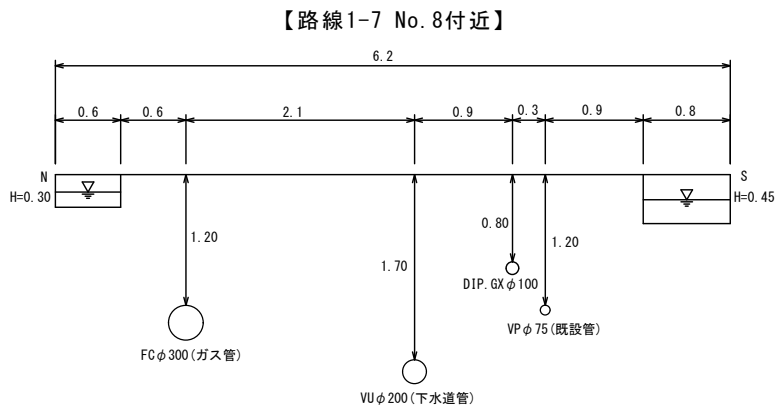 【路線1-7 No.8付近】
6.2
0.6
0.6
2.1
0.9
0.3
0.9
0.8
N
S
H=0.30
H=0.45
1.20
1.70
0.80
1.20
DIP.GXφ100
VPφ75(既設管)
FCφ300(ガス管)
VUφ200(下水道管)